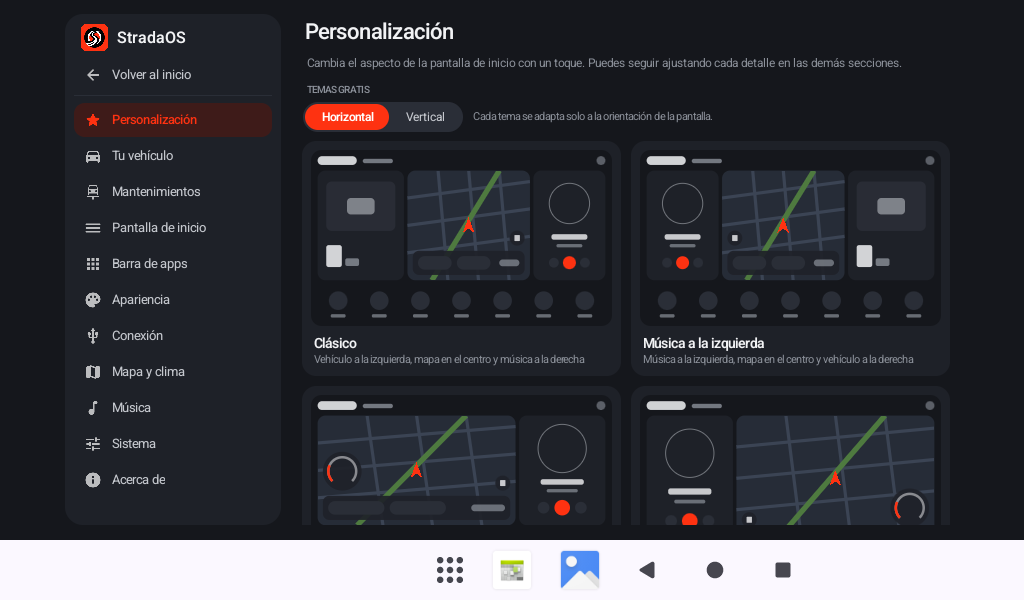 StradaOS
Volver al inicio
Personalización
Tu vehículo
Mantenimientos
Pantalla de inicio
Barra de apps
Apariencia
Conexión
Mapa y clima
Música
Sistema
Acerca de
Personalización
Cambia el aspecto de la pantalla de inicio con un toque. Puedes seguir ajustando cada detalle en las demás secciones.
TEMAS GRATIS
Horizontal Vertical Cada tema se adapta solo a la orientación de la pantalla.
Clásico
Vehículo a la izquierda, mapa en el centro y música a la derecha
Música a la izquierda
Música a la izquierda, mapa en el centro y vehículo a la derecha